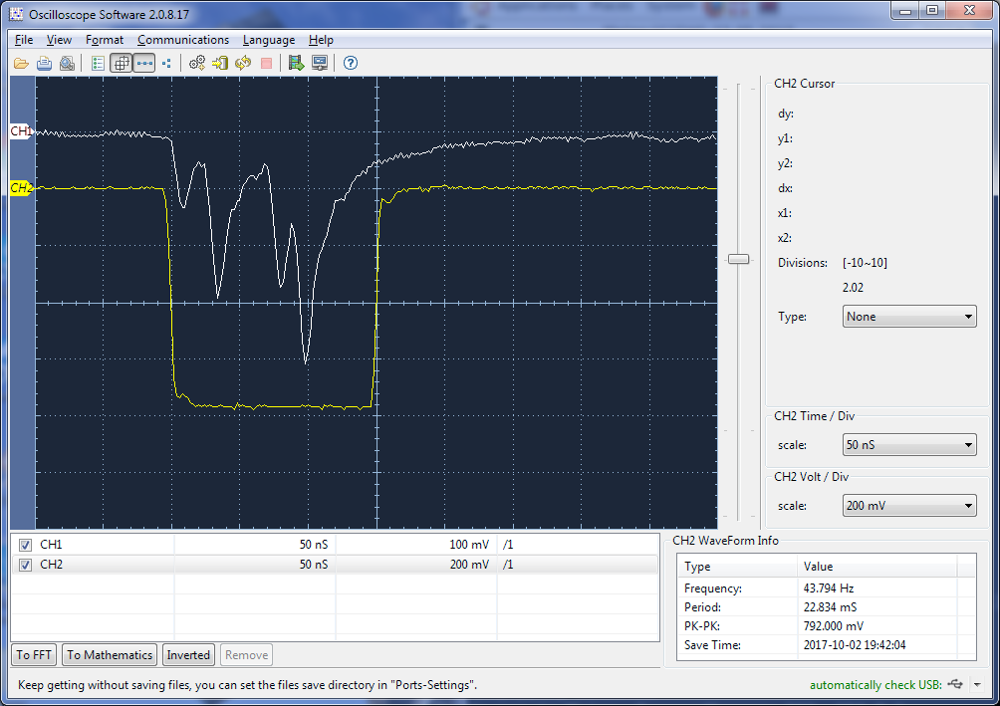 Oscilloscope Software 2.0.8.17
File View Format Communications Language Help
CH1
CH2
CH2 Cursor
dy:
y1:
y2:
dx:
x1:
x2:
Divisions: [-10~10]
2.02
Type: None
CH2 Time / Div
scale: 50 nS
CH2 Volt / Div
scale: 200 mV
CH1 50 nS 100 mV /1
CH2 50 nS 200 mV /1
To FFT To Mathematics Inverted Remove
CH2 WaveForm Info
Type Value
Frequency: 43.794 Hz
Period: 22.834 mS
PK-PK: 792.000 mV
Save Time: 2017-10-02 19:42:04
Keep getting without saving files, you can set the files save directory in "Ports-Settings".
automatically check USB: